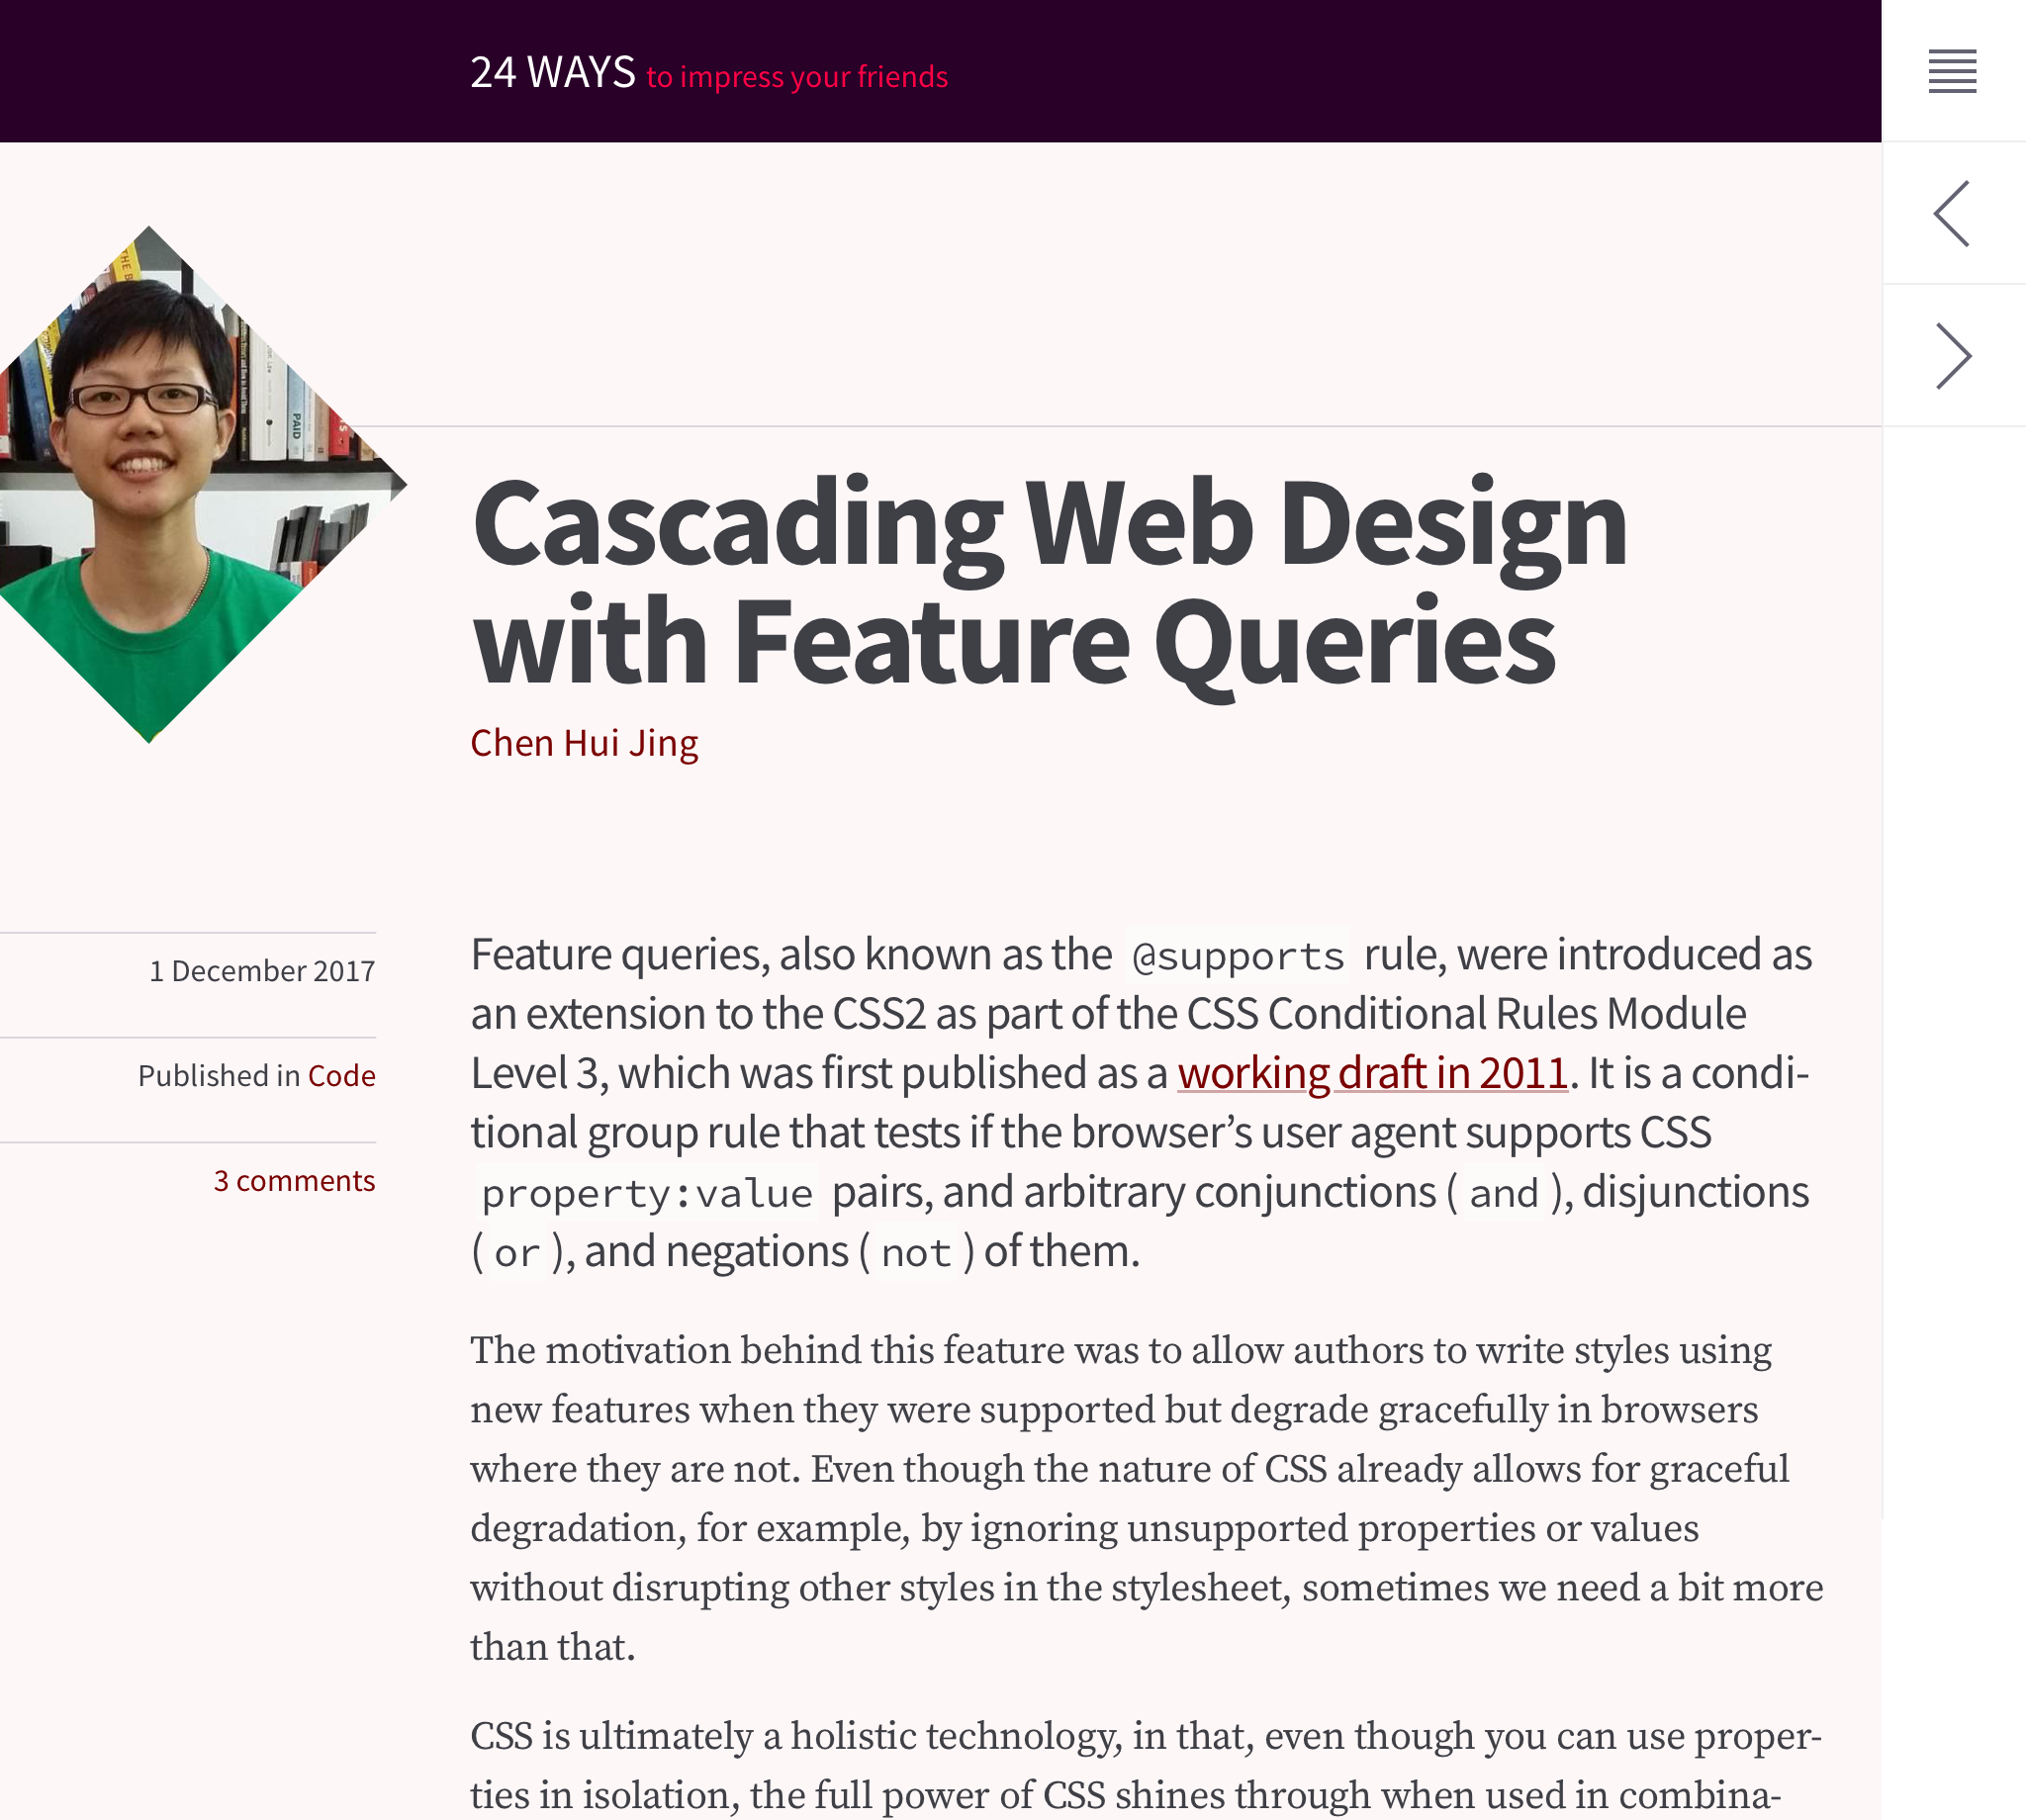 24 WAYS to impress your friends
Cascading Web Design
with Feature Queries
Chen Hui Jing
1 December 2017
Published in Code
3 comments
Feature queries, also known as the @supports rule, were introduced as
an extension to the CSS2 as part of the CSS Conditional Rules Module
Level 3, which was first published as a working draft in 2011. It is a condi-
tional group rule that tests if the browser’s user agent supports CSS
property:value pairs, and arbitrary conjunctions ( and ), disjunctions
( or ), and negations ( not ) of them.
The motivation behind this feature was to allow authors to write styles using
new features when they were supported but degrade gracefully in browsers
where they are not. Even though the nature of CSS already allows for graceful
degradation, for example, by ignoring unsupported properties or values
without disrupting other styles in the stylesheet, sometimes we need a bit more
than that.
CSS is ultimately a holistic technology, in that, even though you can use proper-
ties in isolation, the full power of CSS shines through when used in combina-